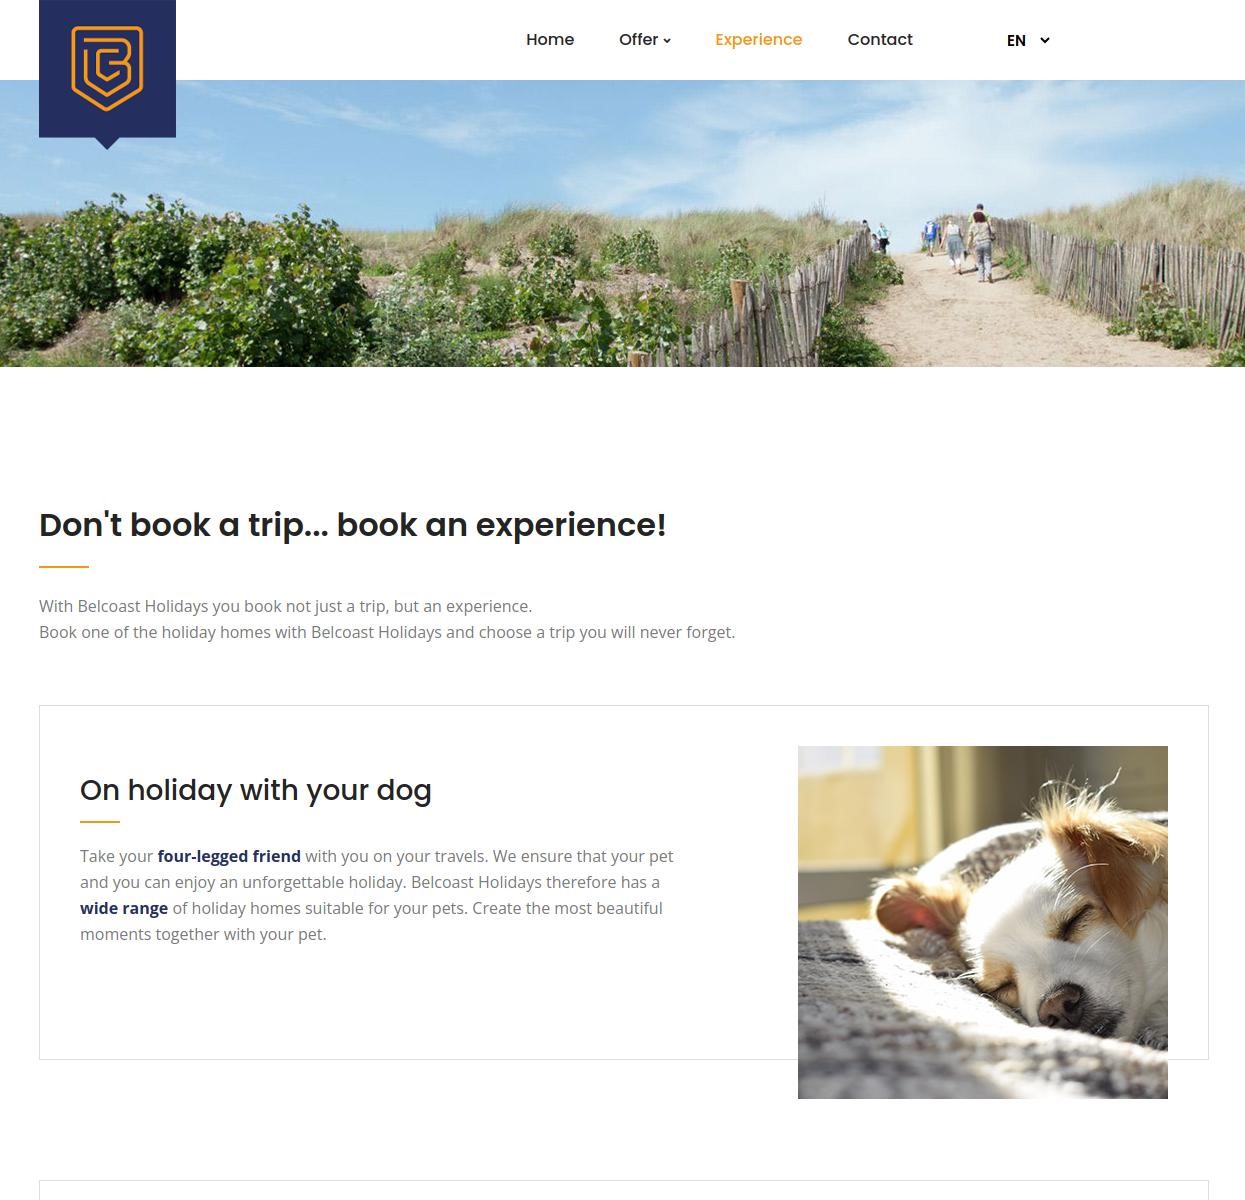 Home Offer Experience Contact EN
Don't book a trip... book an experience!
With Belcoast Holidays you book not just a trip, but an experience.
Book one of the holiday homes with Belcoast Holidays and choose a trip you will never forget.
On holiday with your dog
Take your four-legged friend with you on your travels. We ensure that your pet
and you can enjoy an unforgettable holiday. Belcoast Holidays therefore has a
wide range of holiday homes suitable for your pets. Create the most beautiful
moments together with your pet.